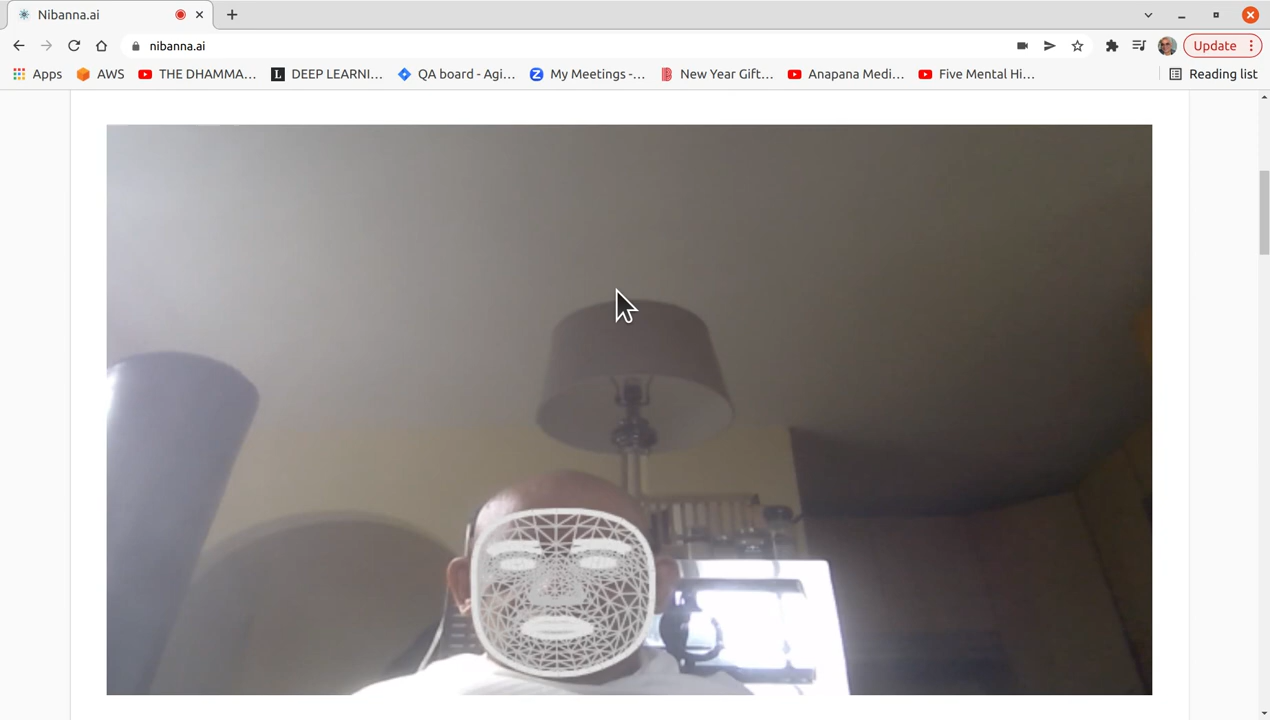 Nibanna.ai
nibanna.ai
Update
Apps
AWS
THE DHAMMA…
DEEP LEARNI…
QA board - Agi…
My Meetings -…
New Year Gift…
Anapana Medi…
Five Mental Hi…
Reading list